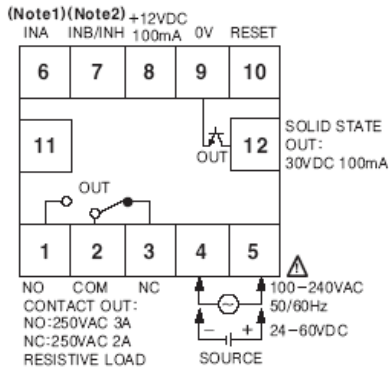 (Note1)(Note2) +12VDC
INA INB/INH 100mA 0V RESET
6 7 8 9 10
11
OUT
12
SOLID STATE
OUT:
30VDC 100mA
OUT
1 2 3 4 5
NO COM NC
CONTACT OUT:
NO:250VAC 3A
NC:250VAC 2A
RESISTIVE LOAD
100-240VAC
50/60Hz
- +
24-60VDC
SOURCE